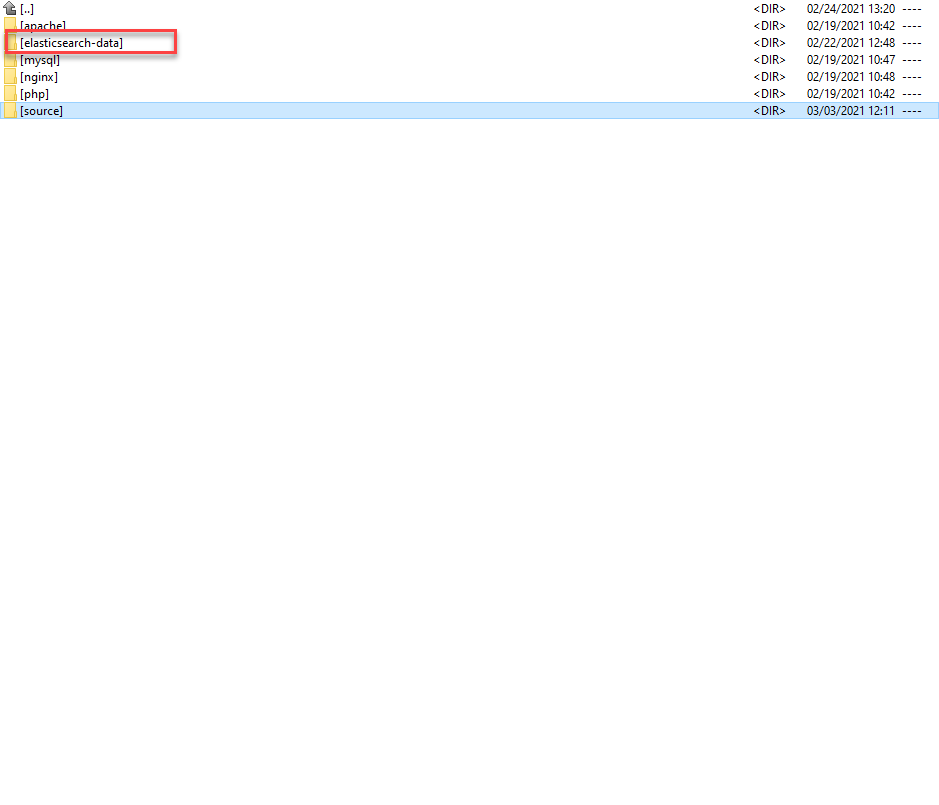 [..] <DIR> 02/24/2021 13:20 ----
[apache] <DIR> 02/19/2021 10:42 ----
[elasticsearch-data] <DIR> 02/22/2021 12:48 ----
[mysql] <DIR> 02/19/2021 10:47 ----
[nginx] <DIR> 02/19/2021 10:48 ----
[php] <DIR> 02/19/2021 10:42 ----
[source] <DIR> 03/03/2021 12:11 ----